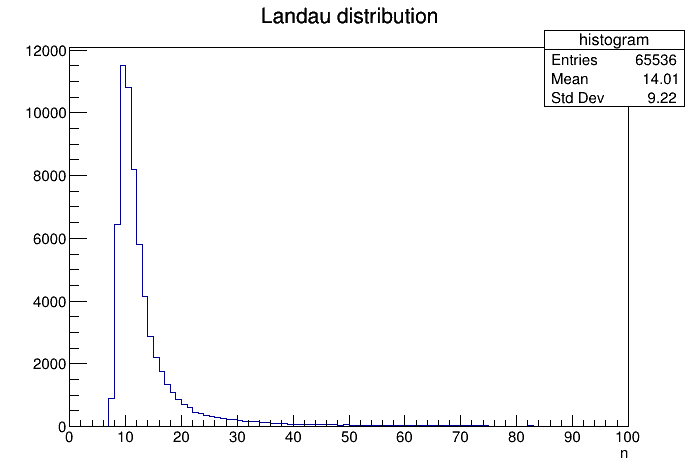 Landau distribution
histogram
Entries 65536
Mean 14.01
Std Dev 9.22
12000
10000
8000
6000
4000
2000
0
0 10 20 30 40 50 60 70 80 90 100
n